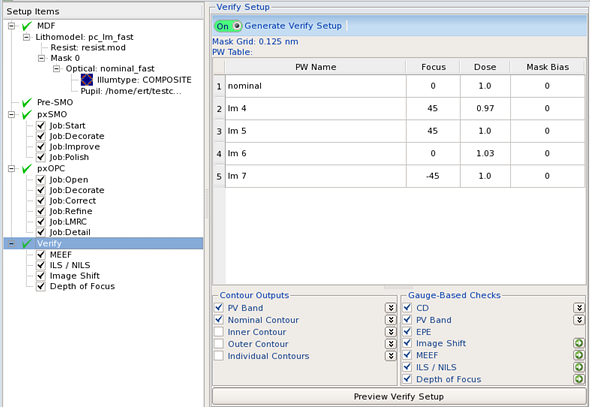 Setup Items
MDF
Lithomodel: pc_lm_fast
Resist: resist.mod
Mask 0
Optical: nominal_fast
Illumtype: COMPOSITE
Pupil: /home/ert/testc...
Pre-SMO
pxSMO
Job:Start
Job:Decorate
Job:Improve
Job:Polish
pxOPC
Job:Open
Job:Decorate
Job:Correct
Job:Refine
Job:LMRC
Job:Detail
Verify
MEEF
ILS / NILS
Image Shift
Depth of Focus
Verify Setup
On Generate Verify Setup
Mask Grid: 0.125 nm
PW Table:
PW Name Focus Dose Mask Bias
1 nominal 0 1.0 0
2 lm 4 45 0.97 0
3 lm 5 45 1.0 0
4 lm 6 0 1.03 0
5 lm 7 -45 1.0 0
Contour Outputs
PV Band
Nominal Contour
Inner Contour
Outer Contour
Individual Contours
Gauge-Based Checks
CD
PV Band
EPE
Image Shift
MEEF
ILS / NILS
Depth of Focus
Preview Verify Setup